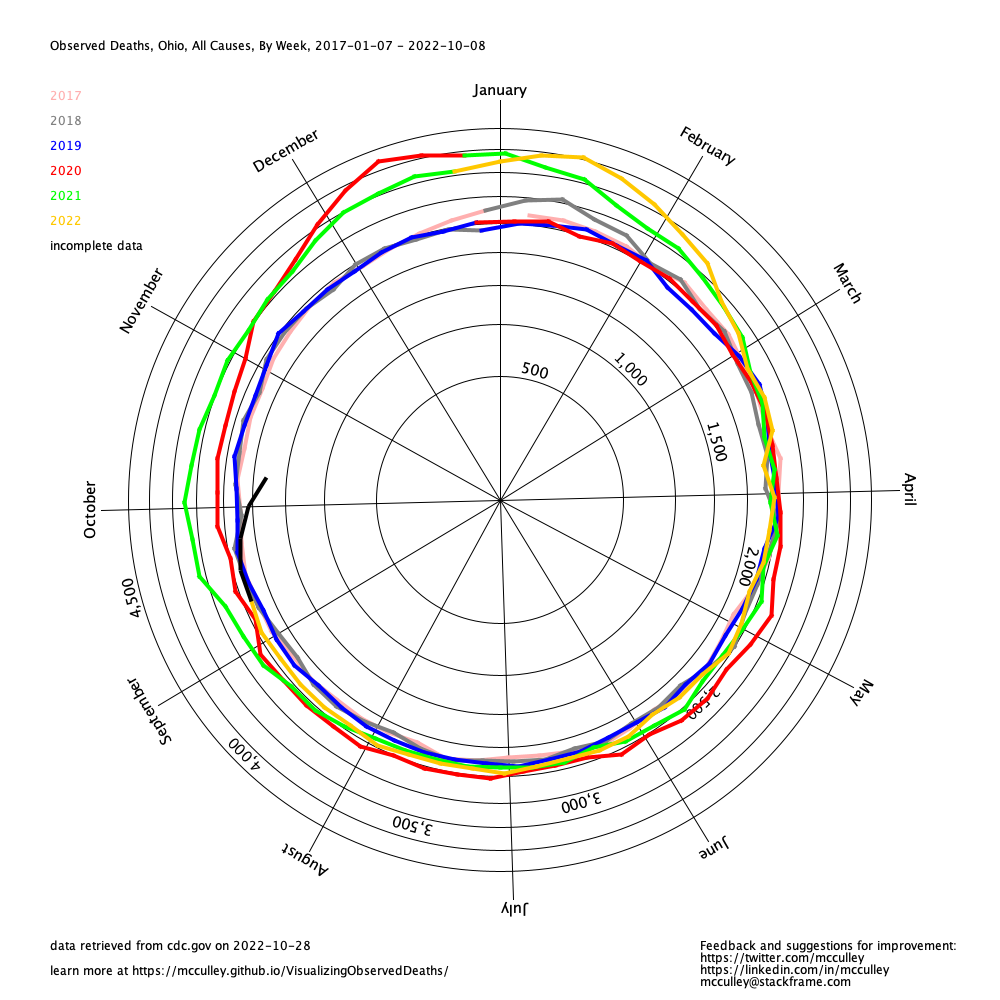 Observed Deaths, Ohio, All Causes, By Week, 2017-01-07 - 2022-10-08
January
2017
2018
2019
2020
2021
2022
incomplete data
December
February
November
March
500
1,000
1,500
October
April
2,000
4,500
May
2,500
September
4,000
3,000
3,500
June
August
July
data retrieved from cdc.gov on 2022-10-28
learn more at https://mcculley.github.io/VisualizingObservedDeaths/
Feedback and suggestions for improvement:
https://twitter.com/mcculley
https://linkedin.com/in/mcculley
mcculley@stackframe.com